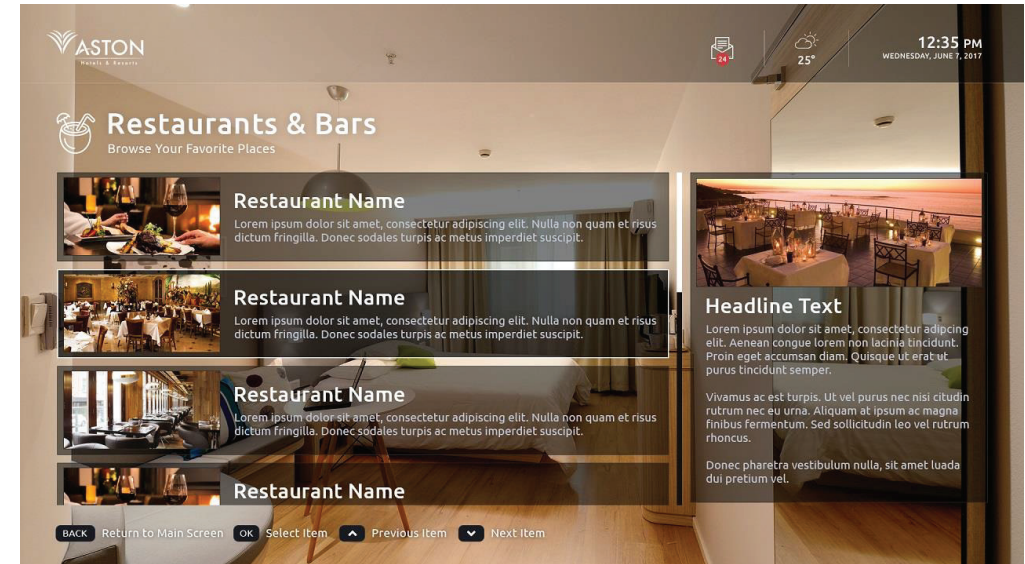 ASTON
Hotels & Resorts
24
25°
12:35 PM
WEDNESDAY, JUNE 7, 2017
Restaurants & Bars
Browse Your Favorite Places
Restaurant Name
Lorem ipsum dolor sit amet, consectetur adipiscing elit. Nulla non quam et risus
dictum fringilla. Donec sodales turpis ac metus imperdiet suscipit.
Restaurant Name
Lorem ipsum dolor sit amet, consectetur adipiscing elit. Nulla non quam et risus
dictum fringilla. Donec sodales turpis ac metus imperdiet suscipit.
Restaurant Name
Lorem ipsum dolor sit amet, consectetur adipiscing elit. Nulla non quam et risus
dictum fringilla. Donec sodales turpis ac metus imperdiet suscipit.
Restaurant Name
Headline Text
Lorem ipsum dolor sit amet, consectetur adipcing
elit. Aenean congue lorem non lacinia tincidunt.
Proin eget accumsan diam. Quisque ut erat ut
purus tincidunt semper.
Vivamus ac est turpis. Ut vel purus nec nisi citudin
rutrum nec eu urna. Aliquam at ipsum ac magna
finibus fermentum. Sed sollicitudin leo vel rutrum
rhoncus.
Donec pharetra vestibulum nulla, sit amet luada
dui pretium vel.
BACK Return to Main Screen OK Select Item Previous Item Next Item